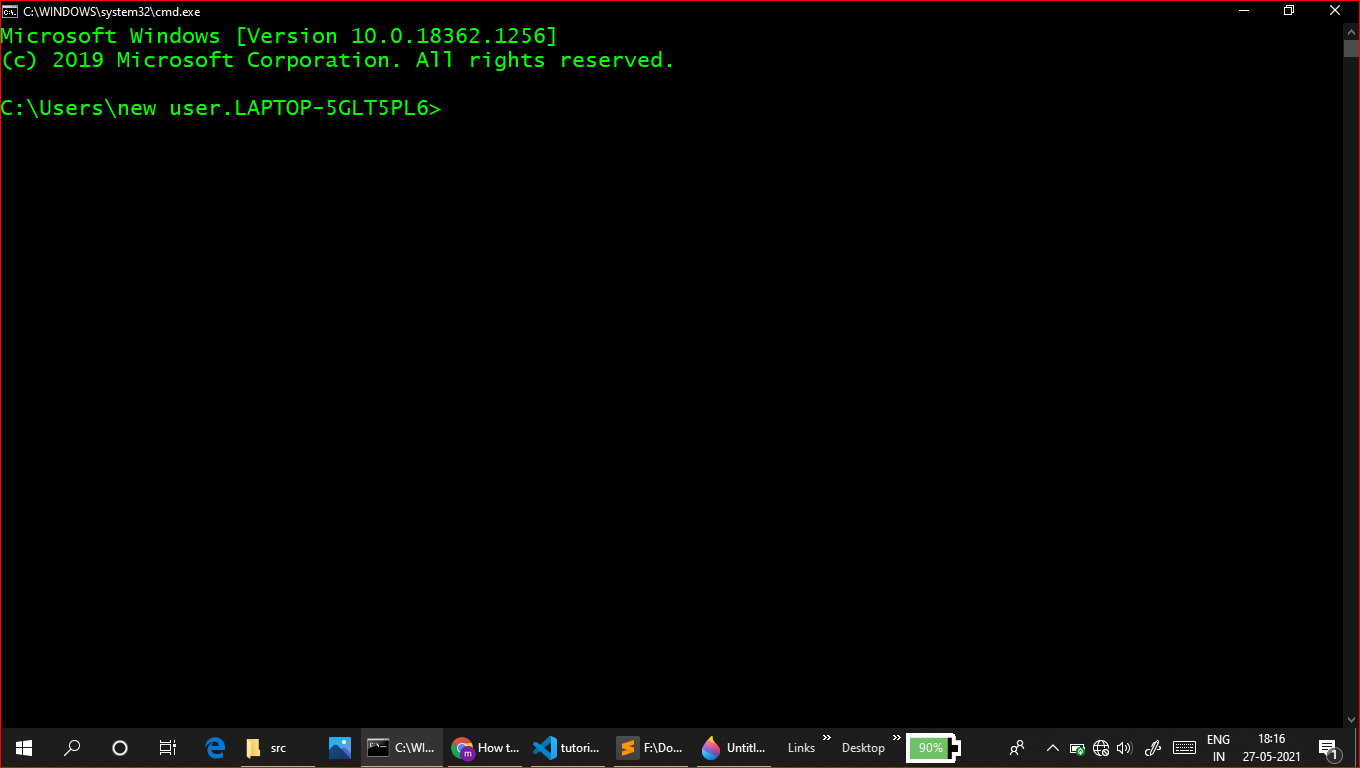 C:\WINDOWS\system32\cmd.exe
Microsoft Windows [Version 10.0.18362.1256]
(c) 2019 Microsoft Corporation. All rights reserved.
C:\Users\new user.LAPTOP-5GLT5PL6>
src C:\WI... How t... tutori... F:\Do... Untitl... Links » Desktop » 90% ENG 18:16
IN 27-05-2021 1